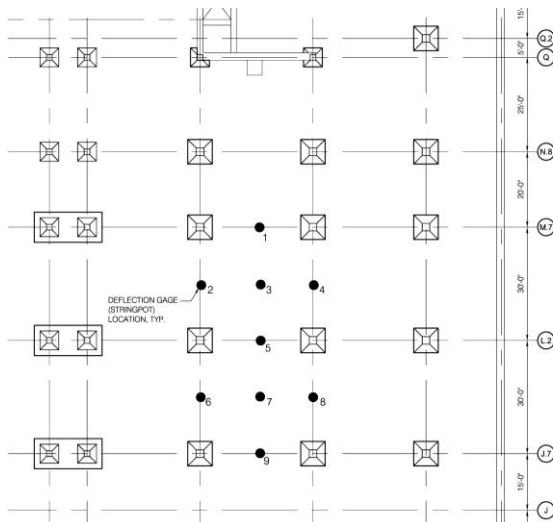 15'-
Q.2
5'-0"
Q
25'-0"
N.8
20'-0"
M.7
1
30'-0"
2
3
4
DEFLECTION GAGE
(STRINGPOT)
LOCATION, TYP.
5
L.2
30'-0"
6
7
8
9
J.7
15'-0"
J